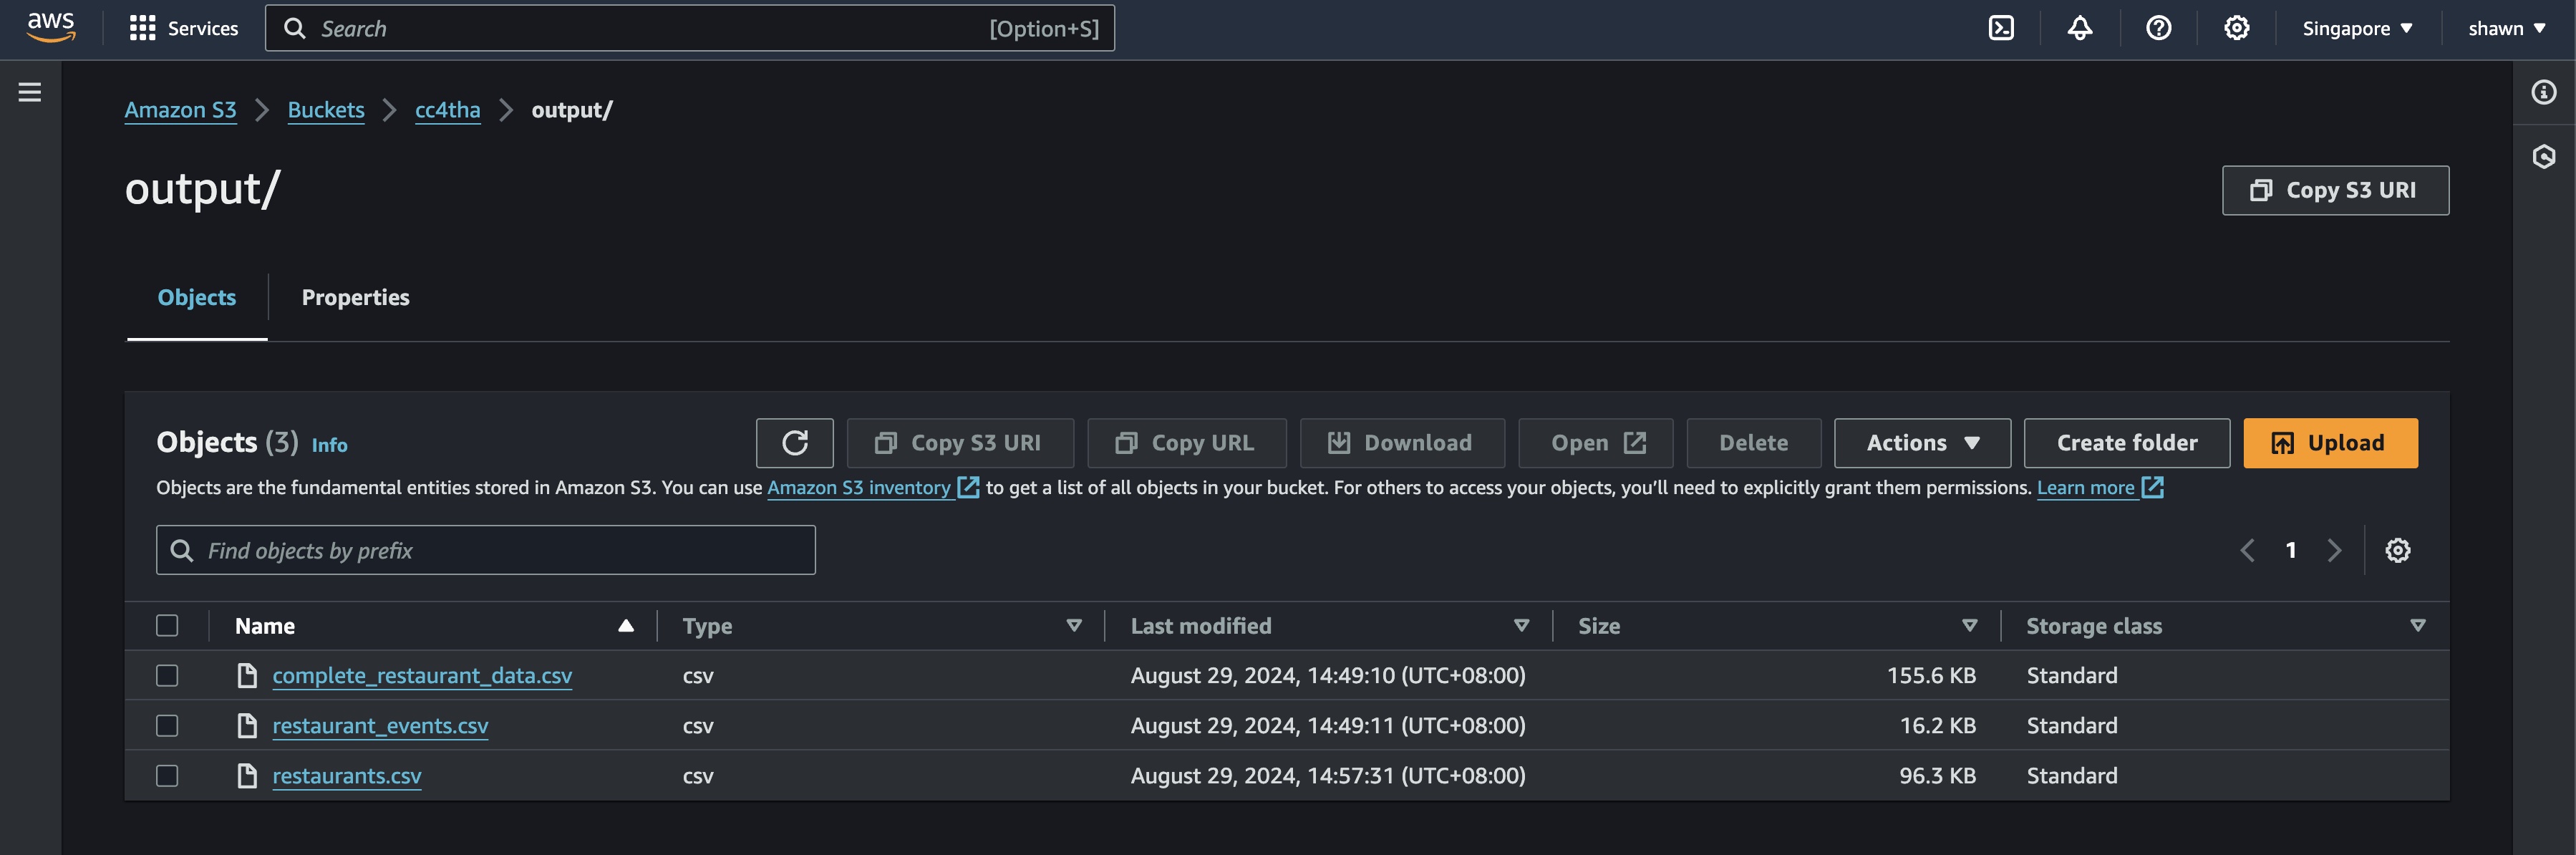 aws Services Search [Option+S] Singapore shawn
Amazon S3 Buckets cc4tha output/
output/
Copy S3 URI
Objects Properties
Objects (3) Info Copy S3 URI Copy URL Download Open Delete Actions Create folder Upload
Objects are the fundamental entities stored in Amazon S3. You can use Amazon S3 inventory to get a list of all objects in your bucket. For others to access your objects, you’ll need to explicitly grant them permissions. Learn more
Find objects by prefix 1
Name Type Last modified Size Storage class
complete_restaurant_data.csv csv August 29, 2024, 14:49:10 (UTC+08:00) 155.6 KB Standard
restaurant_events.csv csv August 29, 2024, 14:49:11 (UTC+08:00) 16.2 KB Standard
restaurants.csv csv August 29, 2024, 14:57:31 (UTC+08:00) 96.3 KB Standard